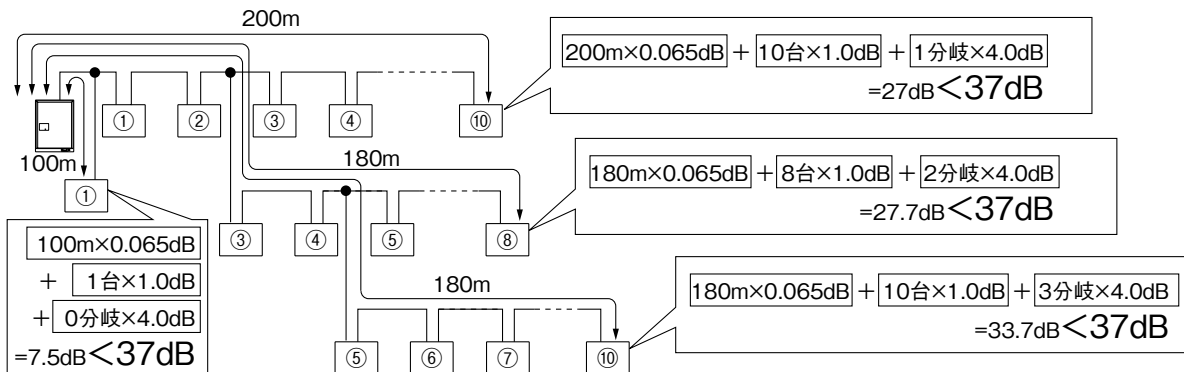 200m
200m×0.065dB + 10台×1.0dB + 1分岐×4.0dB
=27dB<37dB
① ② ③ ④ ⑩
100m
①
180m
180m×0.065dB + 8台×1.0dB + 2分岐×4.0dB
=27.7dB<37dB
③ ④ ⑤ ⑧
100m×0.065dB
+ 1台×1.0dB
+ 0分岐×4.0dB
=7.5dB<37dB
180m
180m×0.065dB + 10台×1.0dB + 3分岐×4.0dB
=33.7dB<37dB
⑤ ⑥ ⑦ ⑩